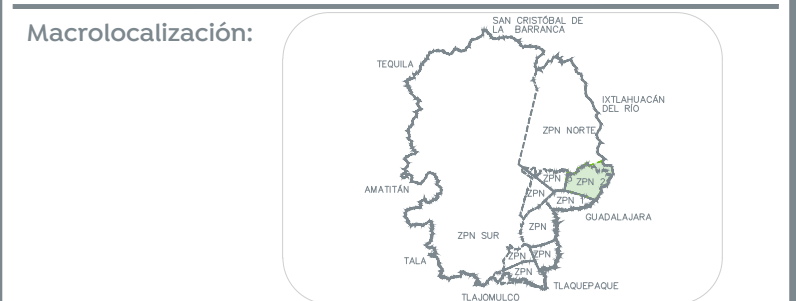 Macrolocalización:
SAN CRISTÓBAL DE
LA BARRANCA
TEQUILA
IXTLAHUACÁN
DEL RÍO
ZPN NORTE
ZPN
ZPN 2
AMATITÁN
ZPN
ZPN 1
GUADALAJARA
ZPN
ZPN SUR
ZPN
ZPN
TALA
ZPN
TLAQUEPAQUE
TLAJOMULCO